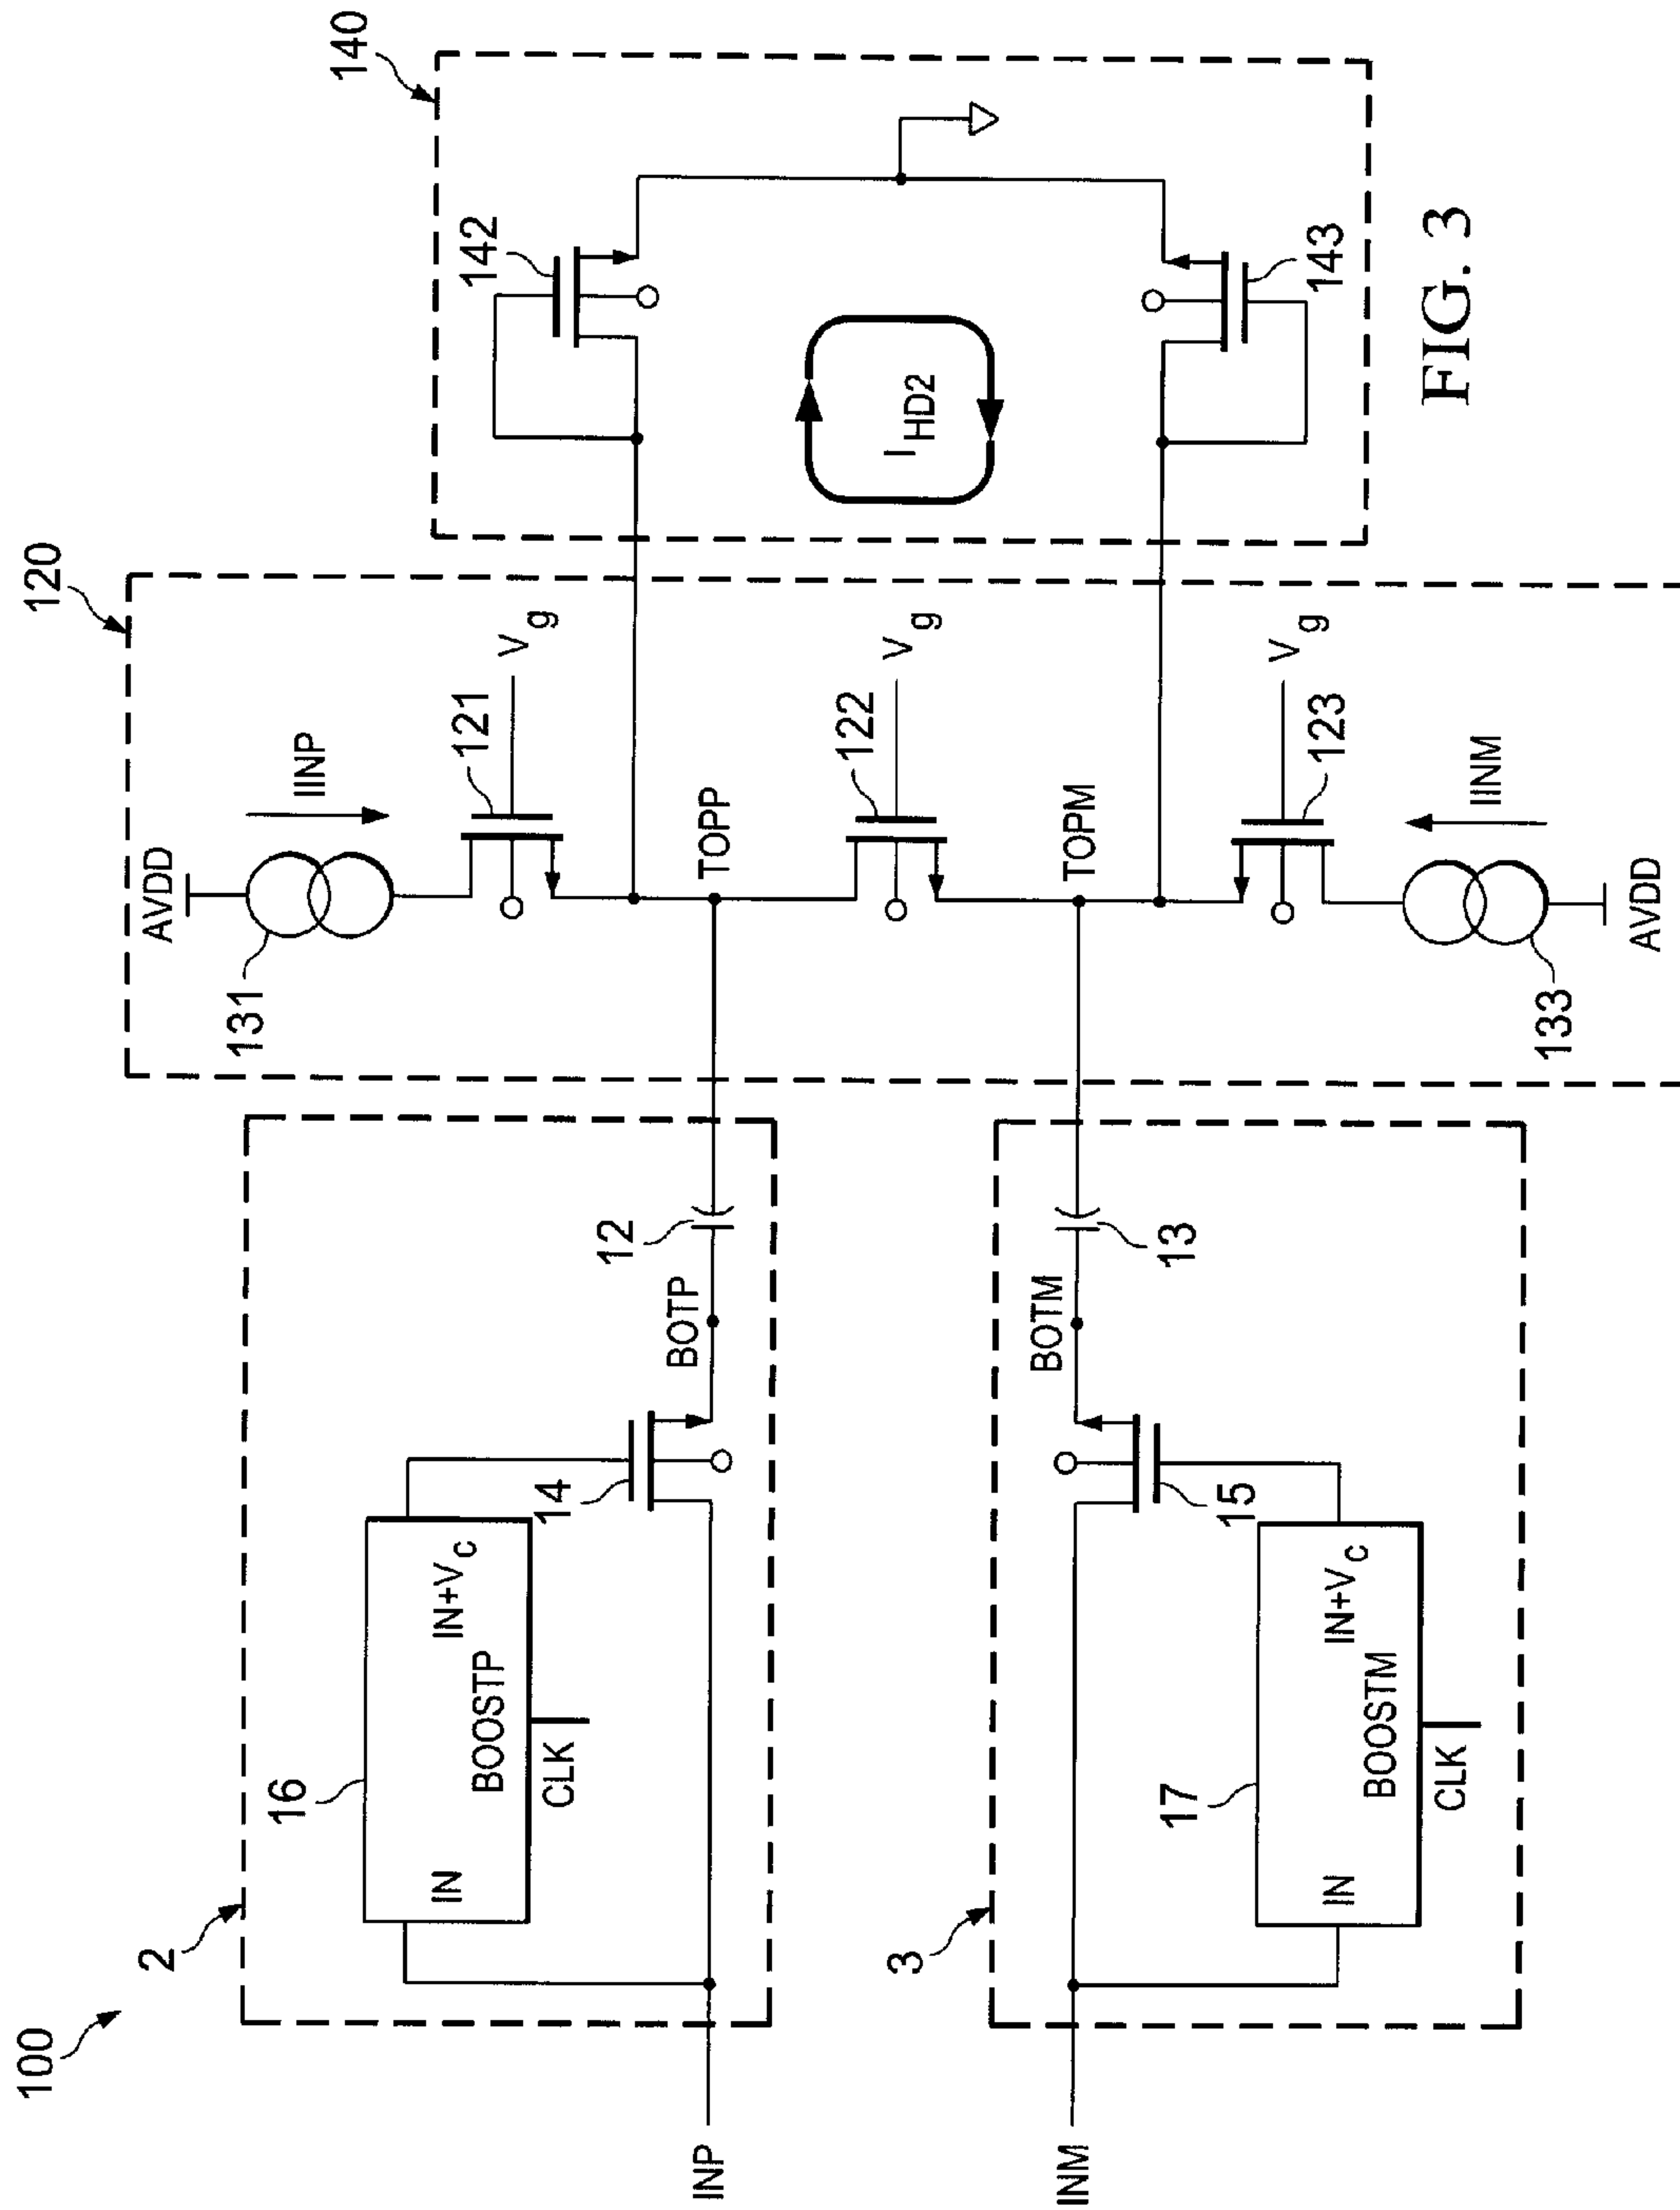 100
2
16
IN
IN+Vc
BOOSTP
CLK
14
INP
BOTP
12
3
INM
BOTM
13
15
17
IN
IN+Vc
BOOSTM
CLK
120
AVDD
131
IINP
121
Vg
TOPP
122
Vg
TOPM
123
Vg
IINM
133
AVDD
140
142
IHD2
143
FIG. 3